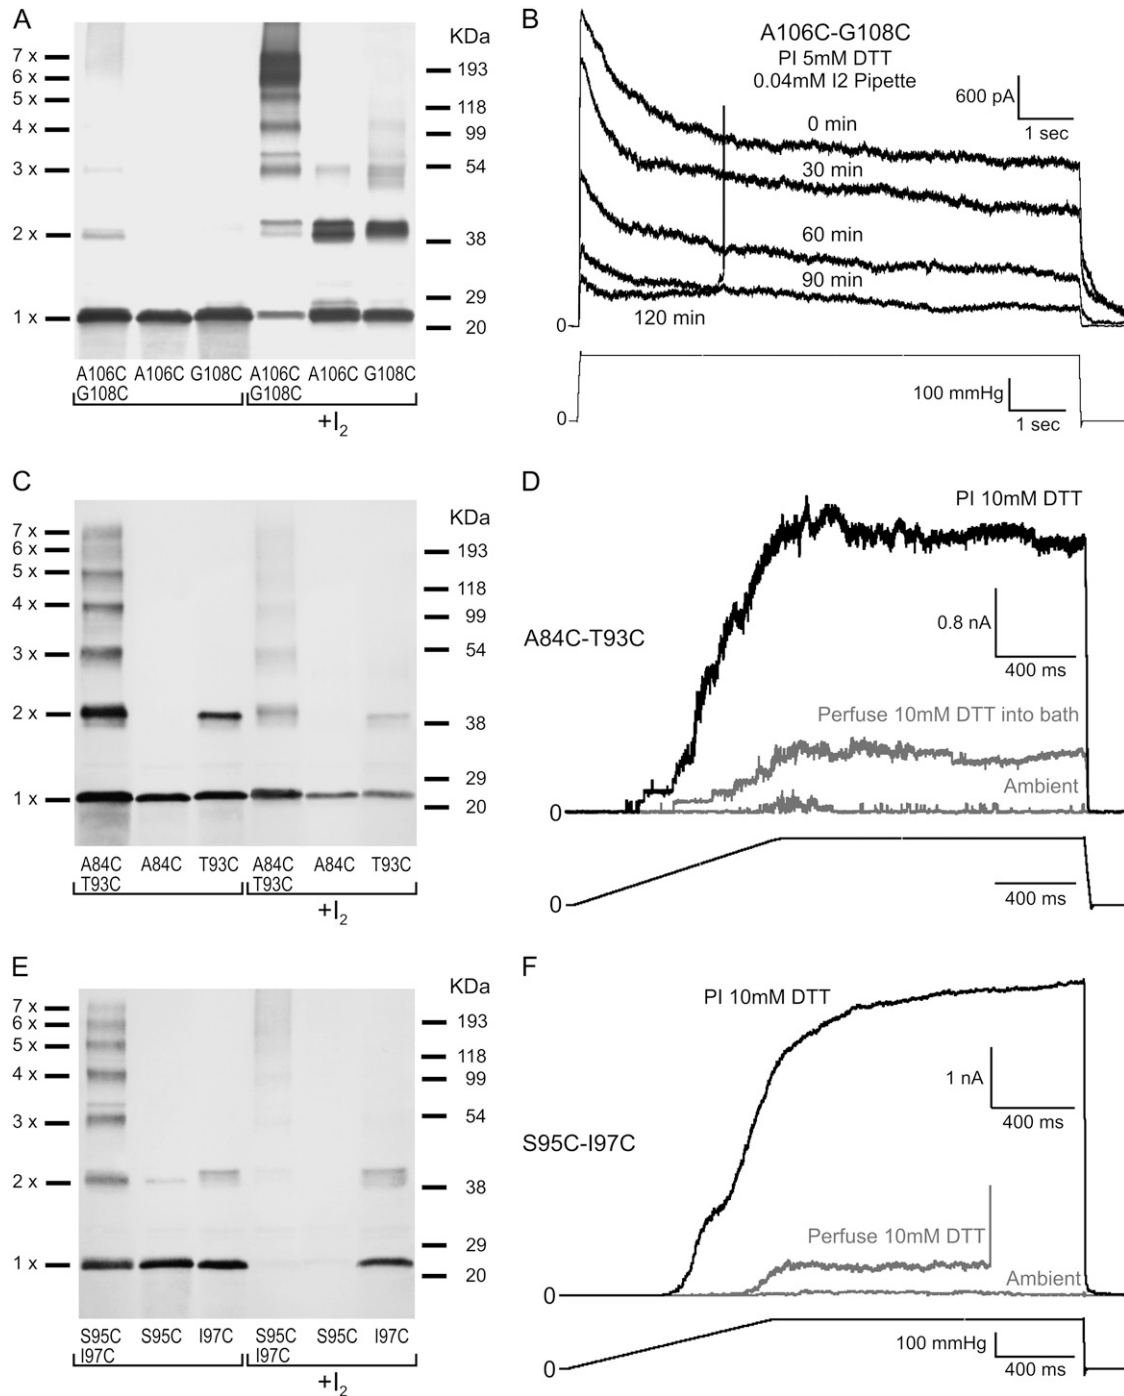 A
KDa
7 x
6 x
5 x
4 x
3 x
2 x
1 x
193
118
99
54
38
29
20
A106C A106C G108C A106C A106C G108C
G108C G108C
+I2
B
A106C-G108C
PI 5mM DTT
0.04mM I2 Pipette
600 pA
1 sec
0 min
30 min
60 min
90 min
120 min
0
100 mmHg
1 sec
0
C
KDa
7 x
6 x
5 x
4 x
3 x
2 x
1 x
193
118
99
54
38
29
20
A84C A84C T93C A84C A84C T93C
T93C T93C
+I2
D
PI 10mM DTT
A84C-T93C
0.8 nA
400 ms
Perfuse 10mM DTT into bath
Ambient
0
400 ms
0
E
KDa
7 x
6 x
5 x
4 x
3 x
2 x
1 x
193
118
99
54
38
29
20
S95C S95C I97C S95C S95C I97C
I97C I97C
+I2
F
PI 10mM DTT
1 nA
400 ms
S95C-I97C
Perfuse 10mM DTT
Ambient
0
100 mmHg
400 ms
0